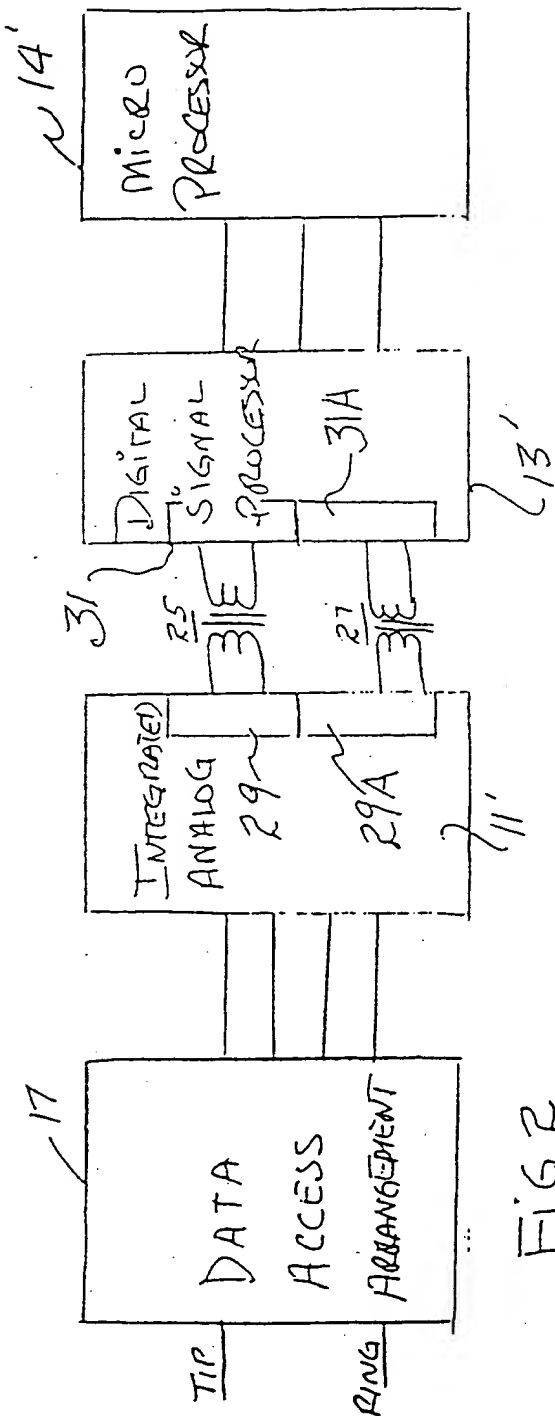 TIP
RING
17
DATA
ACCESS
ARRANGEMENT
INTEGRATED
ANALOG
29
29A
11'
25
27
31
DIGITAL
SIGNAL
PROCESSOR
31A
13'
MICRO
PROCESSOR
14'
FIG 2